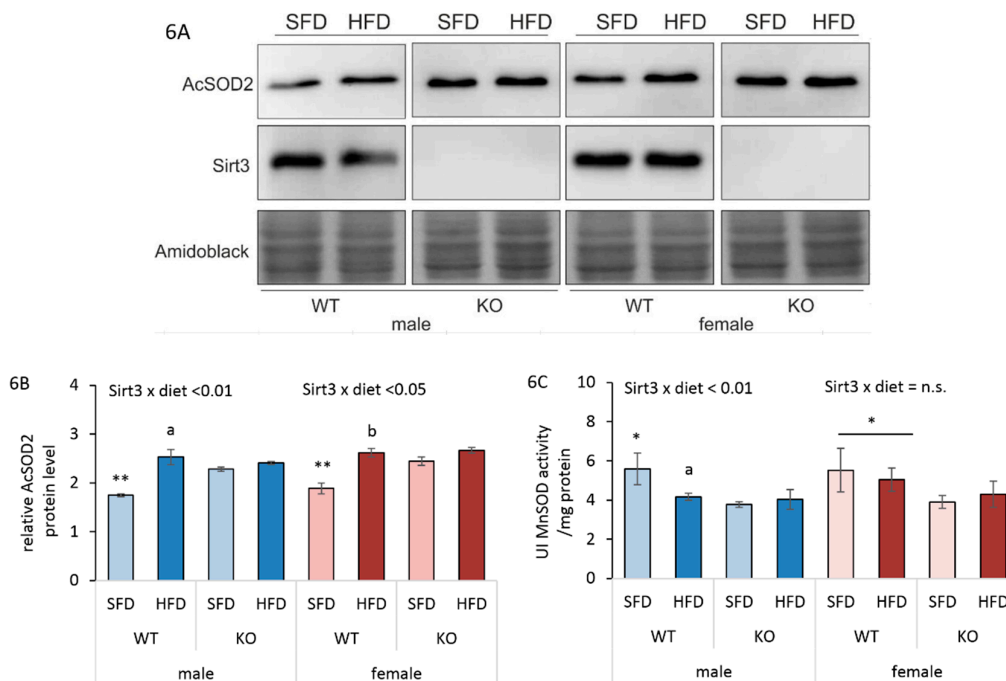 6A
SFD HFD SFD HFD SFD HFD SFD HFD
AcSOD2
Sirt3
Amidoblack
WT KO WT KO
male female
6B
Sirt3 x diet <0.01 Sirt3 x diet <0.05
relative AcSOD2
protein level
4
3
2
1
0
** a ** b
SFD HFD SFD HFD SFD HFD SFD HFD
WT KO WT KO
male female
6C
Sirt3 x diet < 0.01 Sirt3 x diet = n.s.
UI MnSOD activity
/mg protein
10
8
6
4
2
0
* a *
SFD HFD SFD HFD SFD HFD SFD HFD
WT KO WT KO
male female